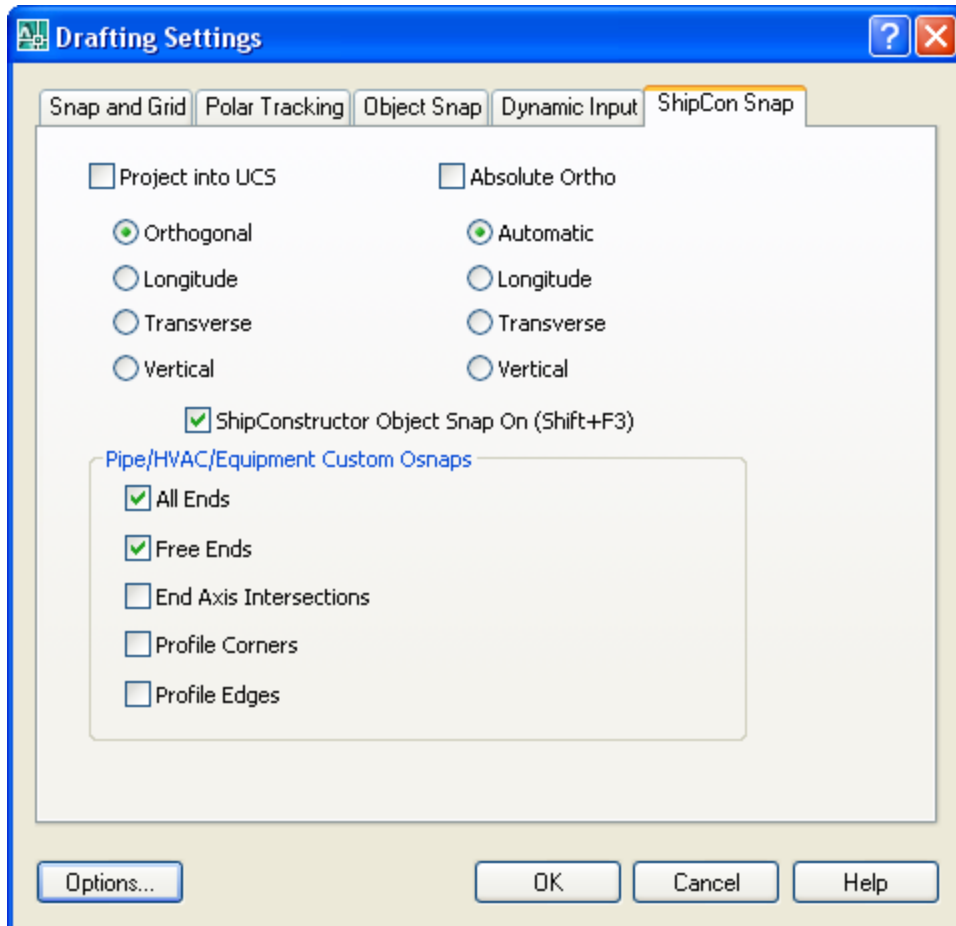 Drafting Settings
Snap and Grid Polar Tracking Object Snap Dynamic Input ShipCon Snap
Project into UCS Absolute Ortho
Orthogonal Automatic
Longitude Longitude
Transverse Transverse
Vertical Vertical
ShipConstructor Object Snap On (Shift+F3)
Pipe/HVAC/Equipment Custom Osnaps
All Ends
Free Ends
End Axis Intersections
Profile Corners
Profile Edges
Options... OK Cancel Help